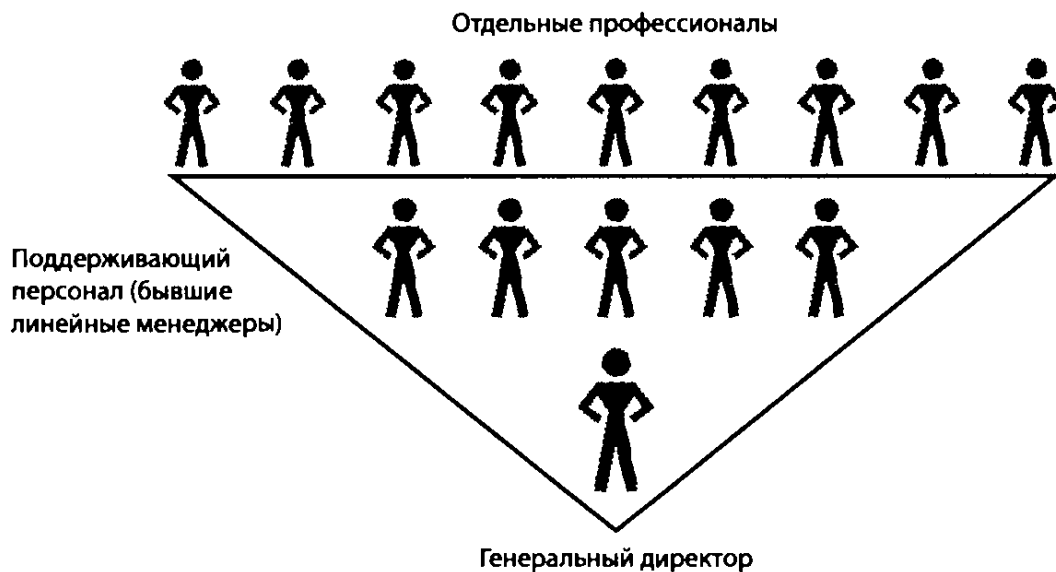 Отдельные профессионалы
Поддерживающий
персонал (бывшие
линейные менеджеры)
Генеральный директор